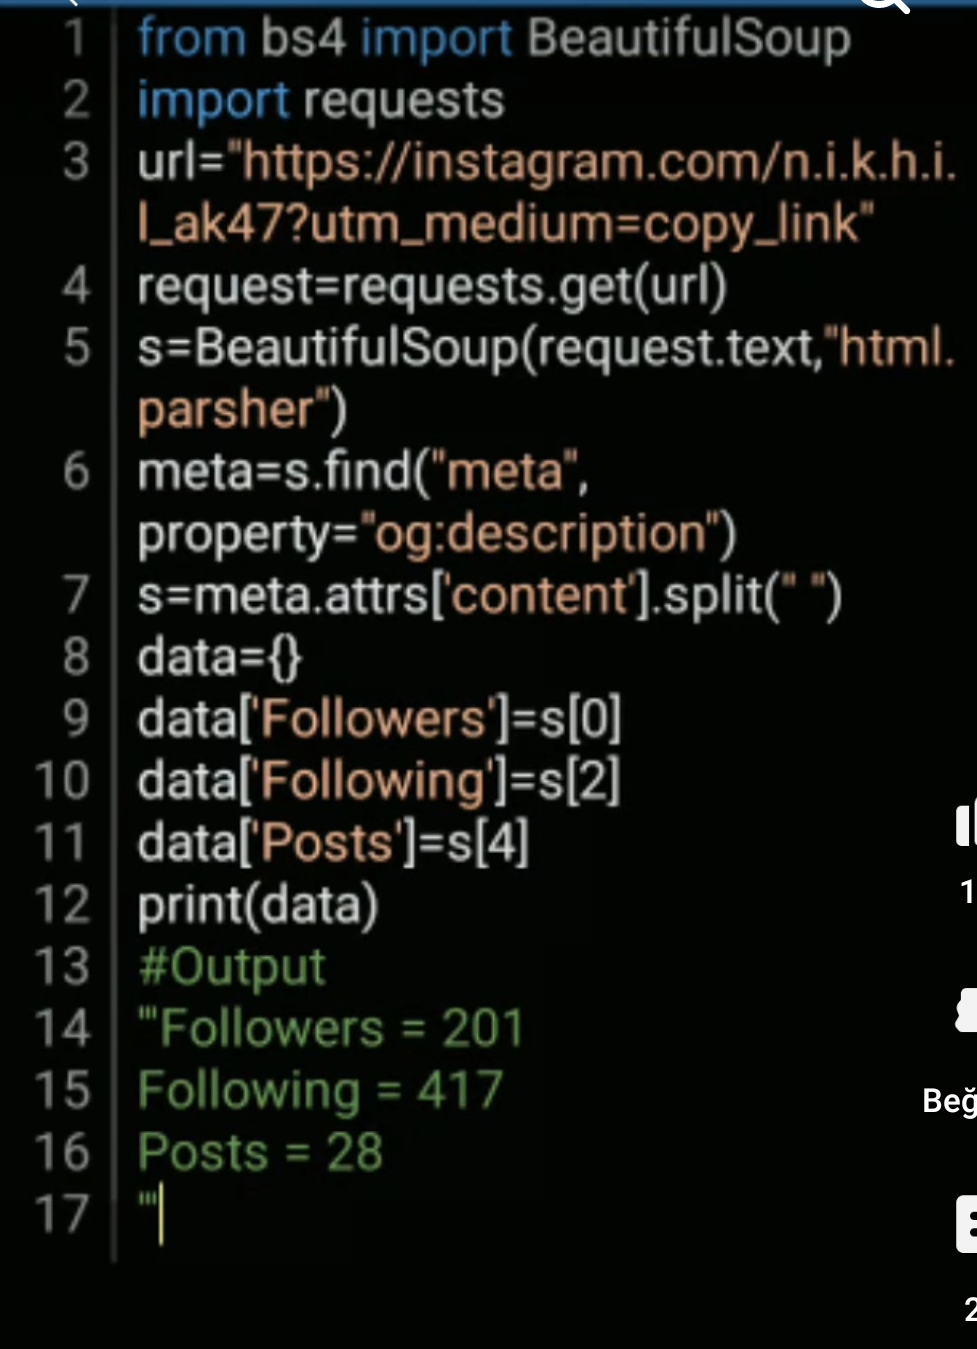 1 from bs4 import BeautifulSoup
2 import requests
3 url="https://instagram.com/n.i.k.h.i.
l_ak47?utm_medium=copy_link"
4 request=requests.get(url)
5 s=BeautifulSoup(request.text,"html.
parsher")
6 meta=s.find("meta",
property="og:description")
7 s=meta.attrs['content'].split(" ")
8 data={}
9 data['Followers']=s[0]
10 data['Following']=s[2]
11 data['Posts']=s[4]
12 print(data)
13 #Output
14 '''Followers = 201
15 Following = 417
16 Posts = 28
17 '''
1
Beğ
2